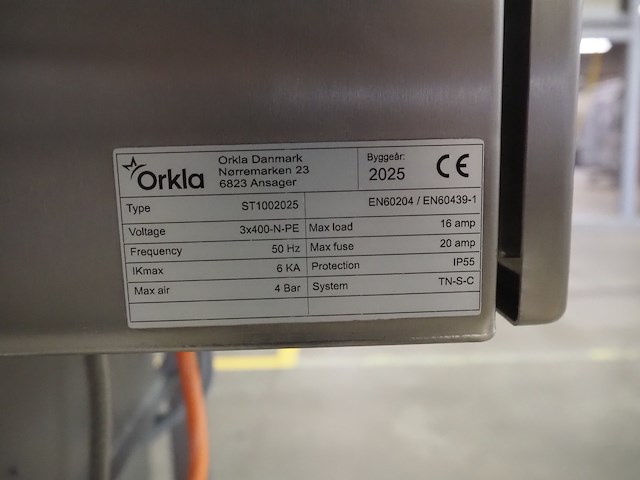 Orkla
Orkla Danmark
Nørremarken 23
6823 Ansager
Byggeår:
2025
CE
Type ST1002025 EN60204 / EN60439-1
Voltage 3x400-N-PE Max load 16 amp
Frequency 50 Hz Max fuse 20 amp
IKmax 6 KA Protection IP55
Max air 4 Bar System TN-S-C